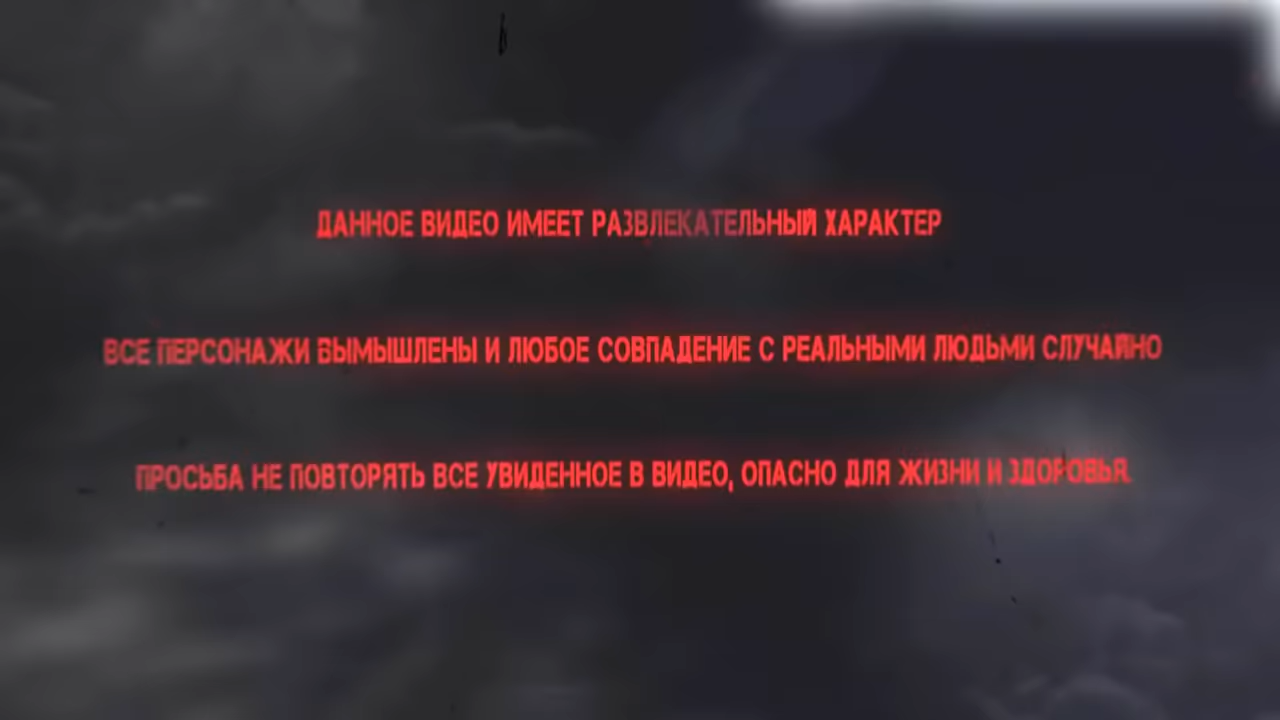 ДАННОЕ ВИДЕО ИМЕЕТ РАЗВЛЕКАТЕЛЬНЫЙ ХАРАКТЕР
ВСЕ ПЕРСОНАЖИ ВЫМЫШЛЕНЫ И ЛЮБОЕ СОВПАДЕНИЕ С РЕАЛЬНЫМИ ЛЮДЬМИ СЛУЧАЙНО
ПРОСЬБА НЕ ПОВТОРЯТЬ ВСЕ УВИДЕННОЕ В ВИДЕО, ОПАСНО ДЛЯ ЖИЗНИ И ЗДОРОВЬЯ.